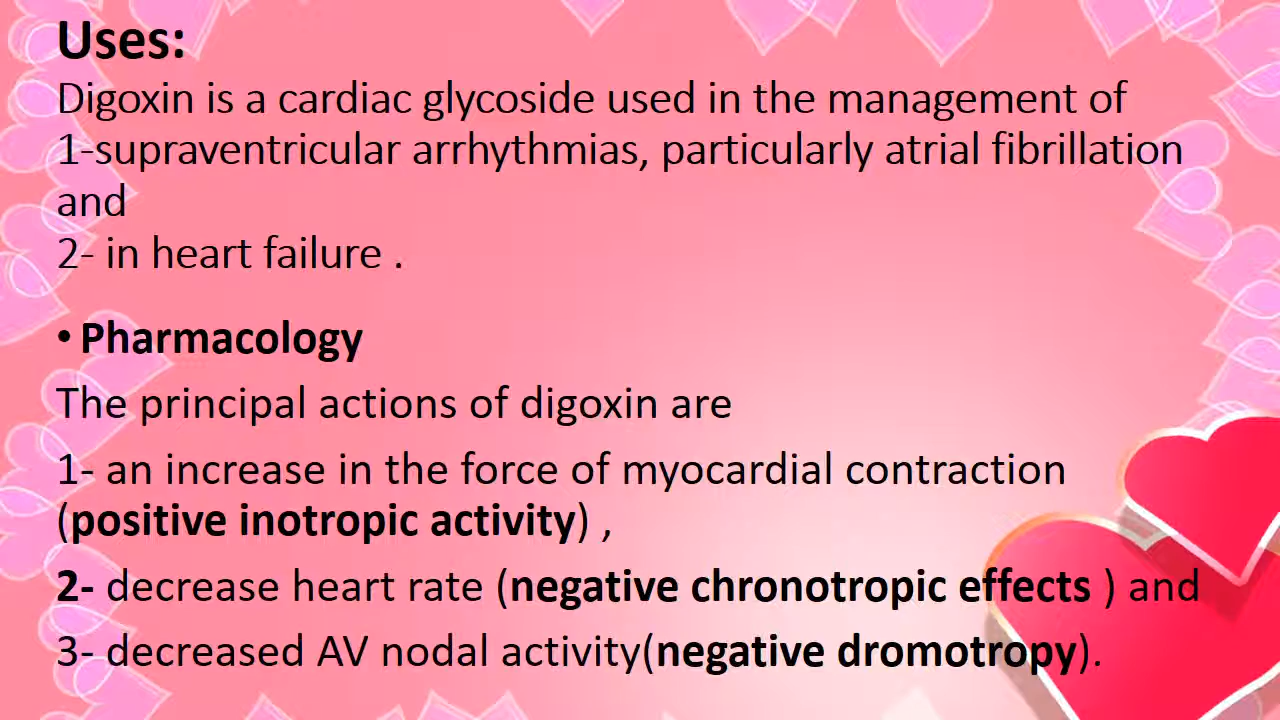 Uses:
Digoxin is a cardiac glycoside used in the management of
1-supraventricular arrhythmias, particularly atrial fibrillation
and
2- in heart failure .
• Pharmacology
The principal actions of digoxin are
1- an increase in the force of myocardial contraction
(positive inotropic activity) ,
2- decrease heart rate (negative chronotropic effects ) and
3- decreased AV nodal activity(negative dromotropy).